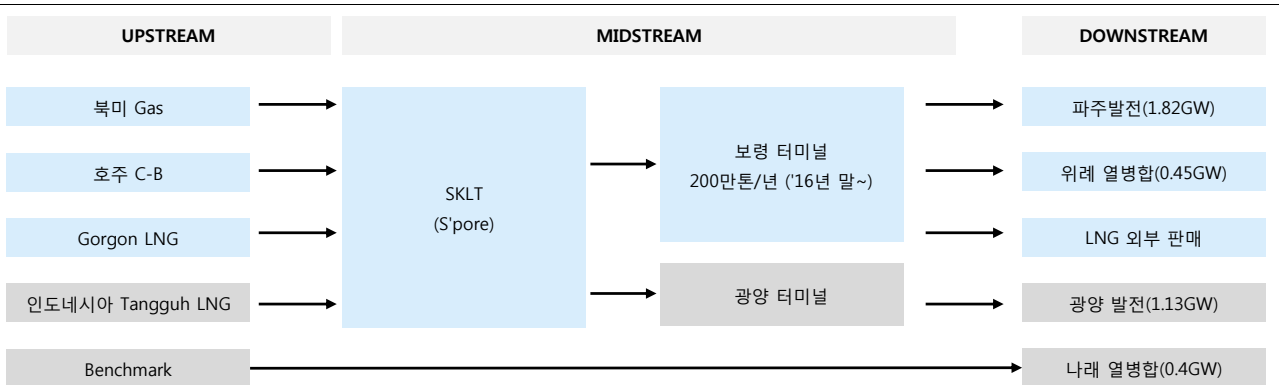 UPSTREAM
MIDSTREAM
DOWNSTREAM
북미 Gas
호주 C-B
Gorgon LNG
인도네시아 Tangguh LNG
Benchmark
SKLT
(S'pore)
보령 터미널
200만톤/년 ('16년 말~)
광양 터미널
파주발전(1.82GW)
위례 열병합(0.45GW)
LNG 외부 판매
광양 발전(1.13GW)
나래 열병합(0.4GW)